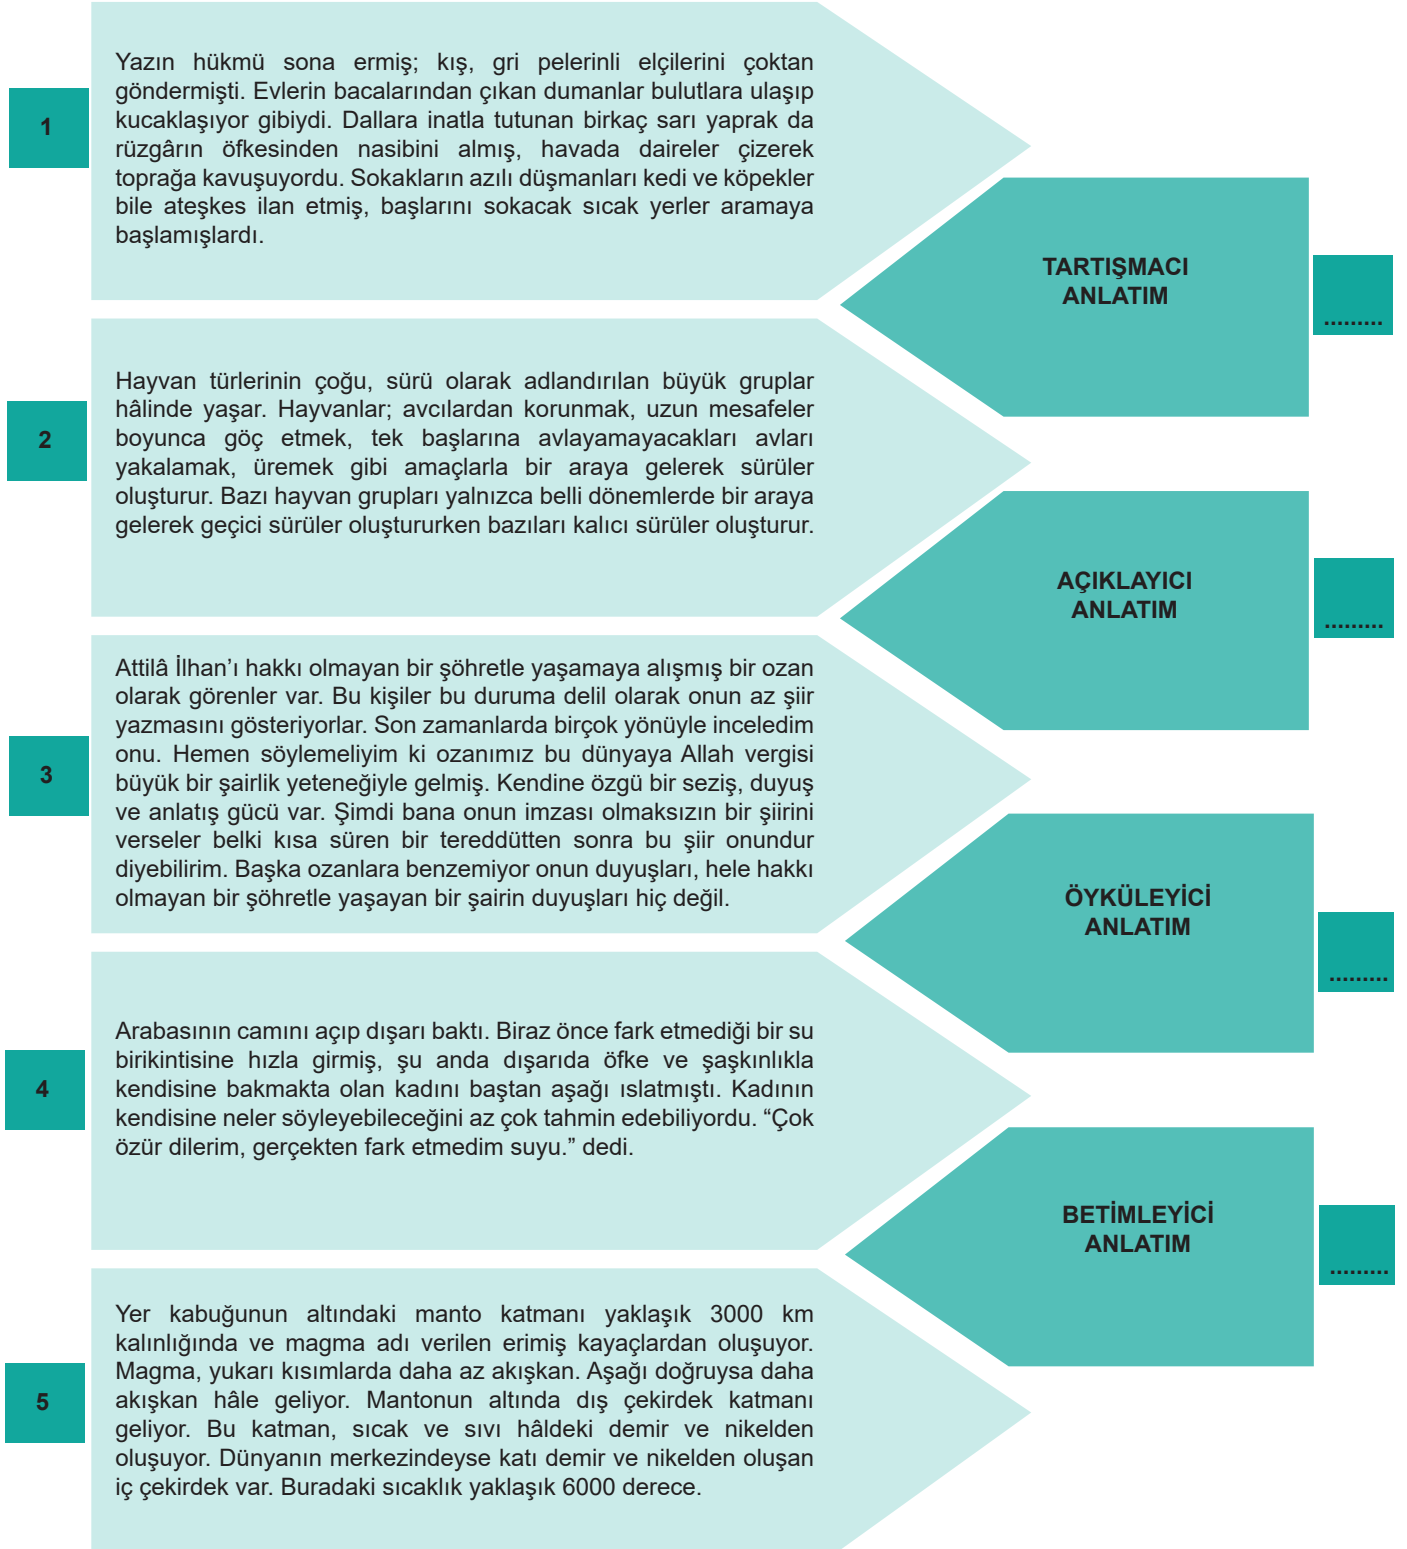 1
Yazın hükmü sona ermiş; kış, gri pelerinli elçilerini çoktan
göndermişti. Evlerin bacalarından çıkan dumanlar bulutlara ulaşıp
kucaklaşıyor gibiydi. Dallara inatla tutunan birkaç sarı yaprak da
rüzgârın öfkesinden nasibini almış, havada daireler çizerek
toprağa kavuşuyordu. Sokakların azılı düşmanları kedi ve köpekler
bile ateşkes ilan etmiş, başlarını sokacak sıcak yerler aramaya
başlamışlardı.
2
Hayvan türlerinin çoğu, sürü olarak adlandırılan büyük gruplar
hâlinde yaşar. Hayvanlar; avcılardan korunmak, uzun mesafeler
boyunca göç etmek, tek başlarına avlayamayacakları avları
yakalamak, üremek gibi amaçlarla bir araya gelerek sürüler
oluşturur. Bazı hayvan grupları yalnızca belli dönemlerde bir araya
gelerek geçici sürüler oluştururken bazıları kalıcı sürüler oluşturur.
3
Attilâ İlhan’ı hakkı olmayan bir şöhretle yaşamaya alışmış bir ozan
olarak görenler var. Bu kişiler bu duruma delil olarak onun az şiir
yazmasını gösteriyorlar. Son zamanlarda birçok yönüyle inceledim
onu. Hemen söylemeliyim ki ozanımız bu dünyaya Allah vergisi
büyük bir şairlik yeteneğiyle gelmiş. Kendine özgü bir seziş, duyuş
ve anlatış gücü var. Şimdi bana onun imzası olmaksızın bir şiirini
verseler belki kısa süren bir tereddütten sonra bu şiir onundur
diyebilirim. Başka ozanlara benzemiyor onun duyuşları, hele hakkı
olmayan bir şöhretle yaşayan bir şairin duyuşları hiç değil.
4
Arabasının camını açıp dışarı baktı. Biraz önce fark etmediği bir su
birikintisine hızla girmiş, şu anda dışarıda öfke ve şaşkınlıkla
kendisine bakmakta olan kadını baştan aşağı ıslatmıştı. Kadının
kendisine neler söyleyebileceğini az çok tahmin edebiliyordu. “Çok
özür dilerim, gerçekten fark etmedim suyu.” dedi.
5
Yer kabuğunun altındaki manto katmanı yaklaşık 3000 km
kalınlığında ve magma adı verilen erimiş kayaçlardan oluşuyor.
Magma, yukarı kısımlarda daha az akışkan. Aşağı doğruysa daha
akışkan hâle geliyor. Mantonun altında dış çekirdek katmanı
geliyor. Bu katman, sıcak ve sıvı hâldeki demir ve nikelden
oluşuyor. Dünyanın merkezindeyse katı demir ve nikelden oluşan
iç çekirdek var. Buradaki sıcaklık yaklaşık 6000 derece.
TARTIŞMACI
ANLATIM
.........
AÇIKLAYICI
ANLATIM
.........
ÖYKÜLEYİCİ
ANLATIM
.........
BETİMLEYİCİ
ANLATIM
.........